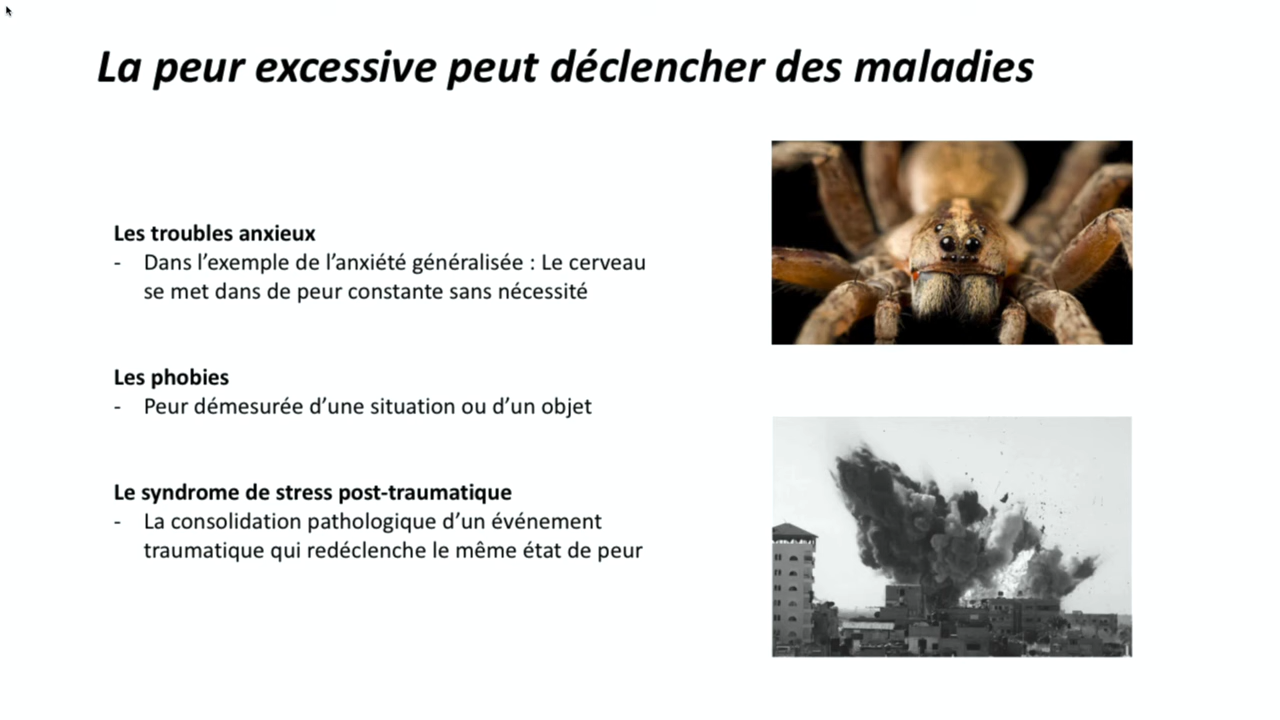 La peur excessive peut déclencher des maladies
Les troubles anxieux
- Dans l’exemple de l’anxiété généralisée : Le cerveau
se met dans de peur constante sans nécessité
Les phobies
- Peur démesurée d’une situation ou d’un objet
Le syndrome de stress post-traumatique
- La consolidation pathologique d’un événement
traumatique qui redéclenche le même état de peur